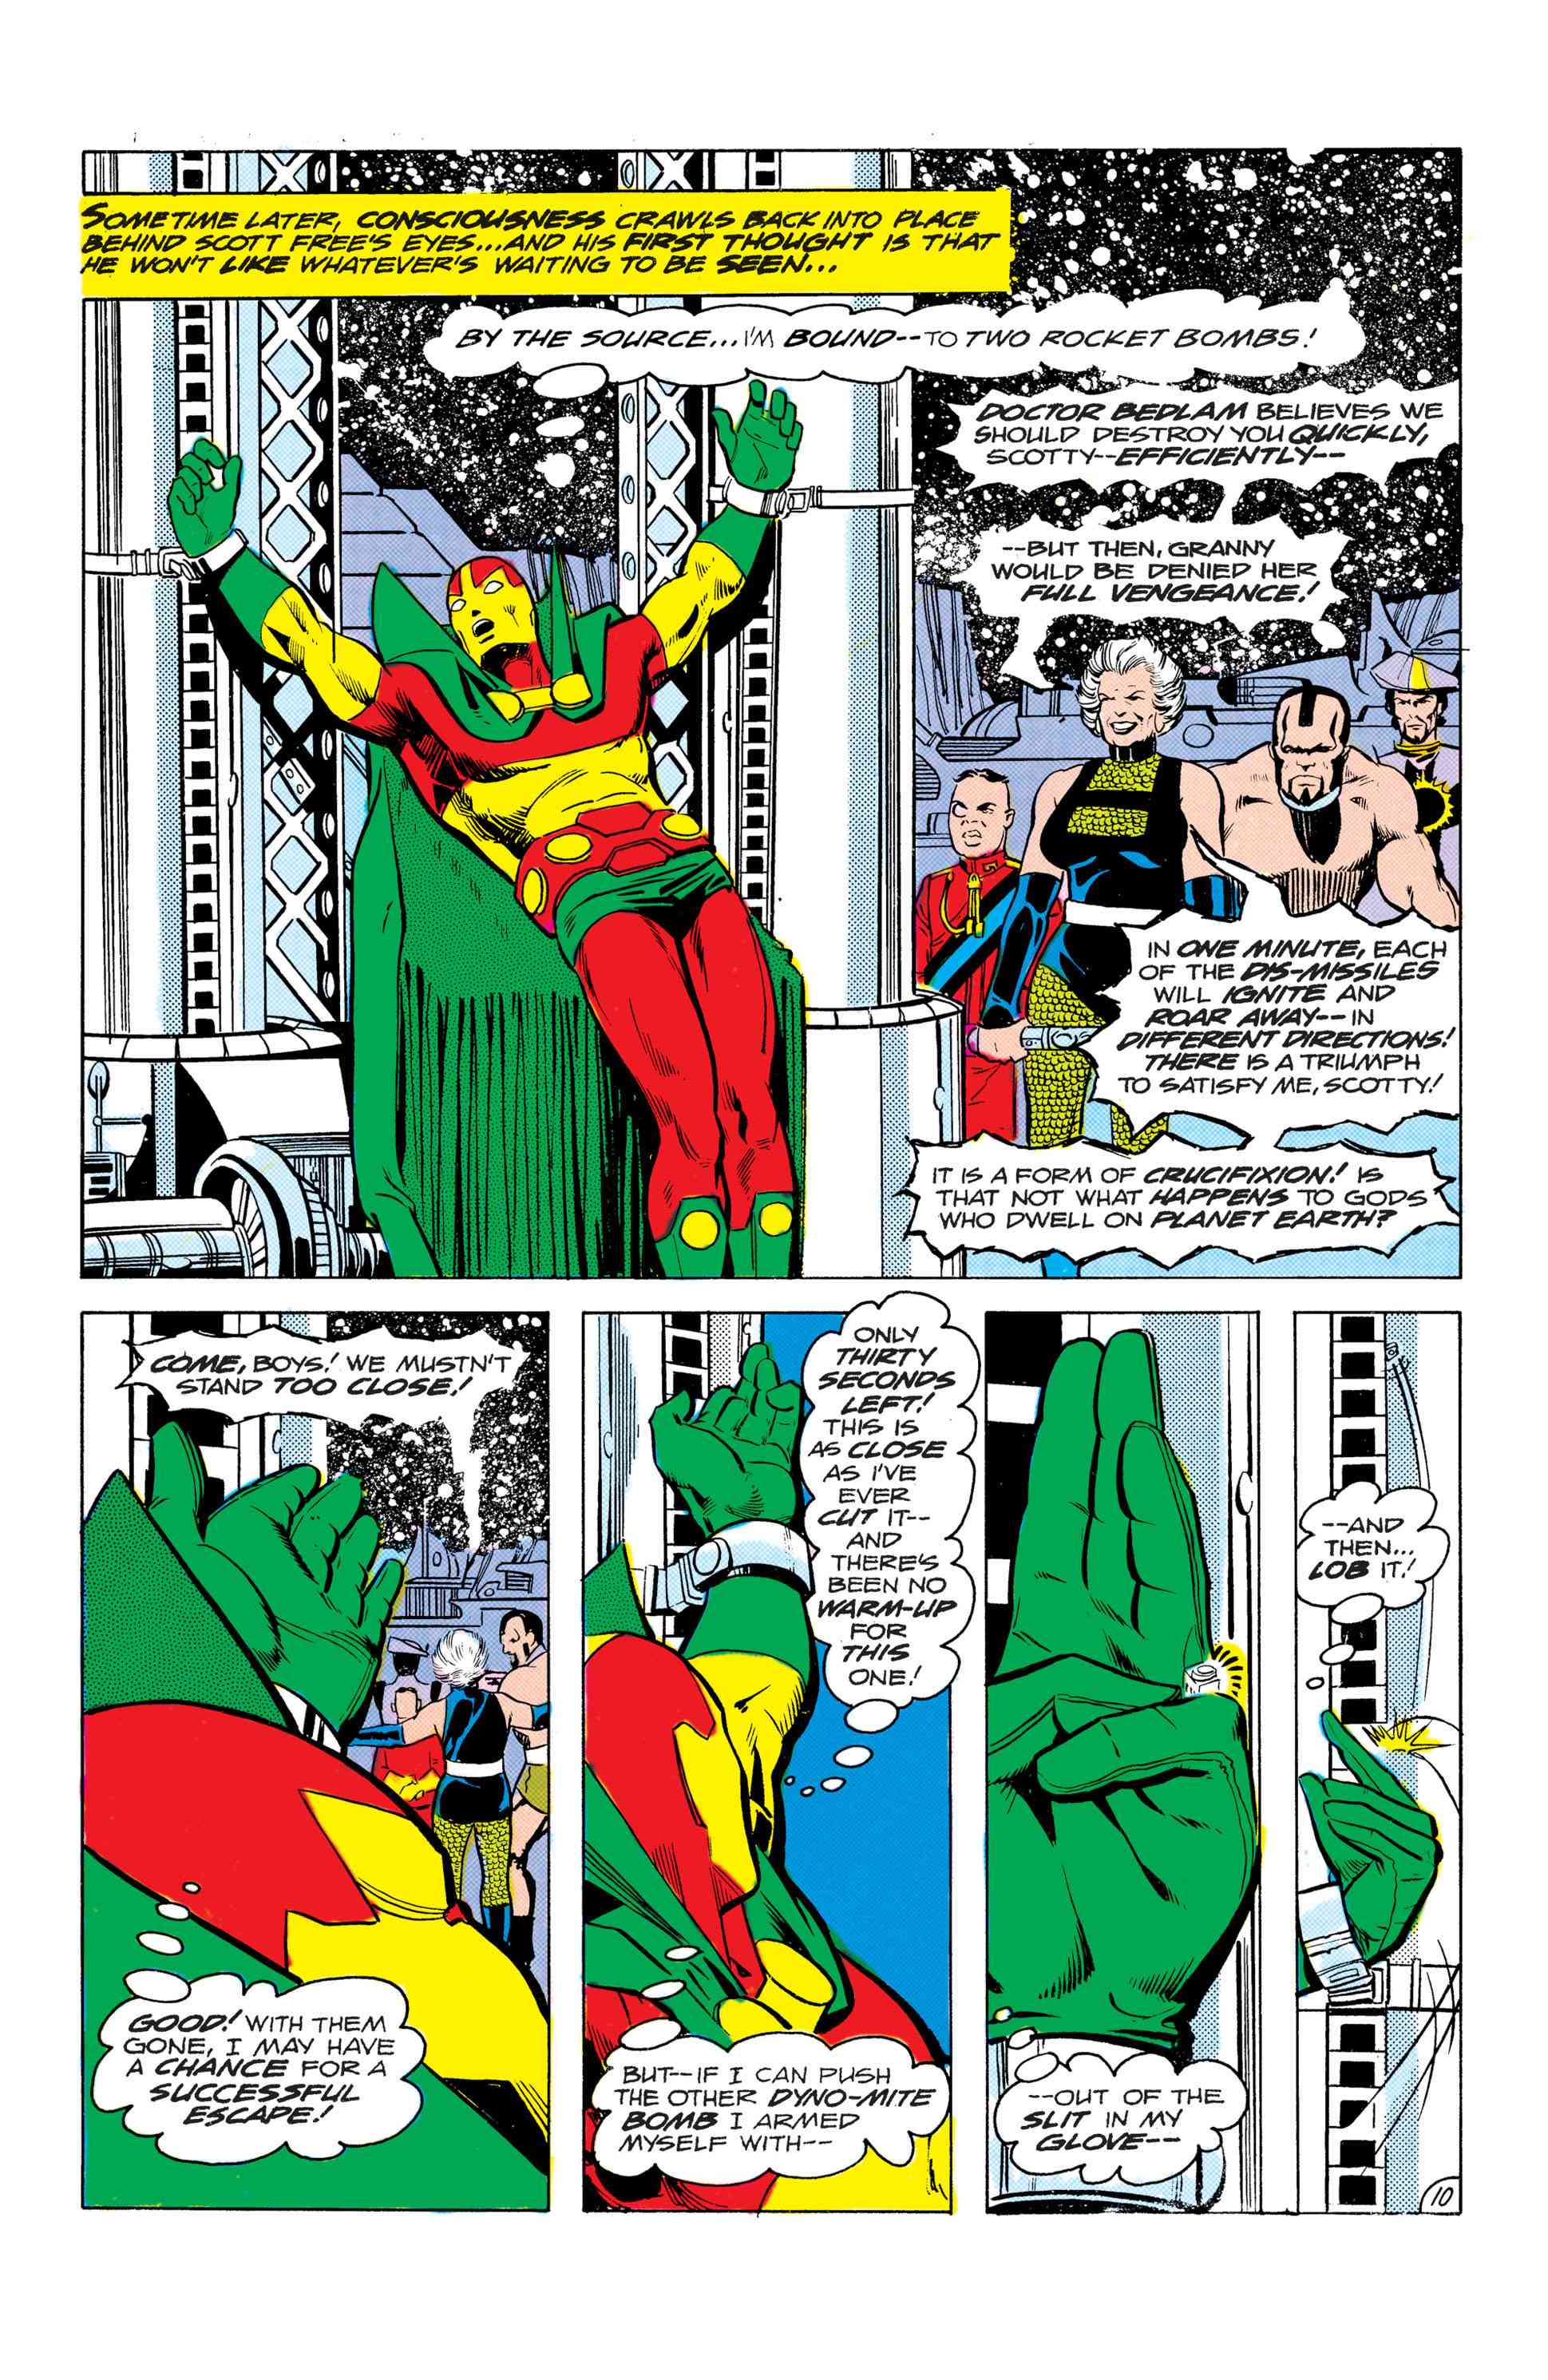 SOMETIME LATER, CONSCIOUSNESS CRAWLS BACK INTO PLACE
BEHIND SCOTT FREE'S EYES...AND HIS FIRST THOUGHT IS THAT
HE WON'T LIKE WHATEVER'S WAITING TO BE SEEN...
BY THE SOURCE...I'M BOUND--TO TWO ROCKET BOMBS!
DOCTOR BEDLAM BELIEVES WE
SHOULD DESTROY YOU QUICKLY,
SCOTTY--EFFICIENTLY--
--BUT THEN, GRANNY
WOULD BE DENIED HER
FULL VENGEANCE!
IN ONE MINUTE, EACH
OF THE DIS-MISSILES
WILL IGNITE AND
ROAR AWAY--IN
DIFFERENT DIRECTIONS!
THERE IS A TRIUMPH
TO SATISFY ME, SCOTTY!
IT IS A FORM OF CRUCIFIXION! IS
THAT NOT WHAT HAPPENS TO GODS
WHO DWELL ON PLANET EARTH?
COME, BOYS! WE MUSTN'T
STAND TOO CLOSE!
GOOD! WITH THEM
GONE, I MAY HAVE
A CHANCE FOR A
SUCCESSFUL
ESCAPE!
ONLY
THIRTY
SECONDS
LEFT!
THIS IS
AS CLOSE
AS I'VE
EVER
CUT IT--
AND
THERE'S
BEEN NO
WARM-UP
FOR
THIS
ONE!
BUT--IF I CAN PUSH
THE OTHER DYNO-MITE
BOMB I ARMED
MYSELF WITH--
--OUT OF THE
SLIT IN MY
GLOVE--
--AND
THEN...
LOB IT!
10